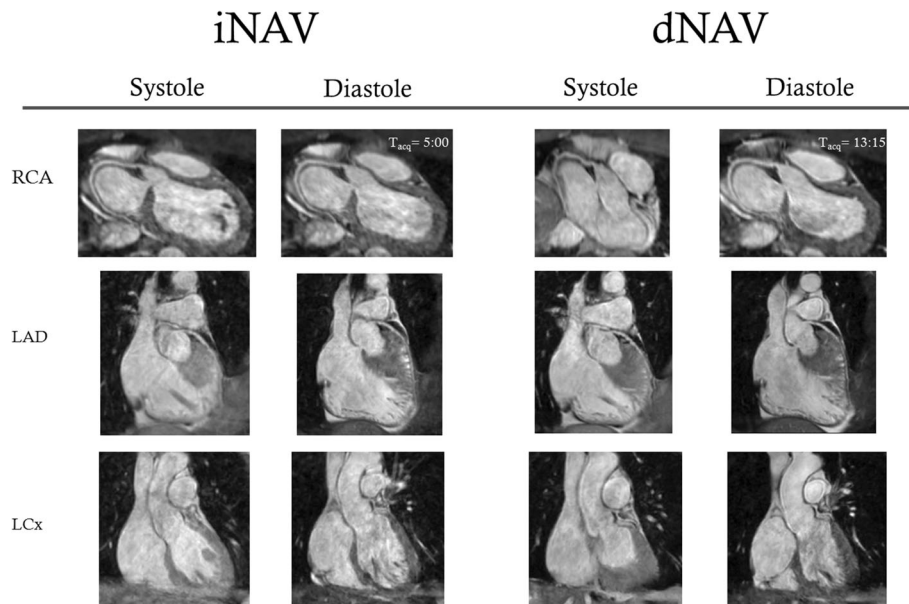 iNAV dNAV
Systole Diastole Systole Diastole
RCA
Tacq= 5:00 Tacq= 13:15
LAD
LCx